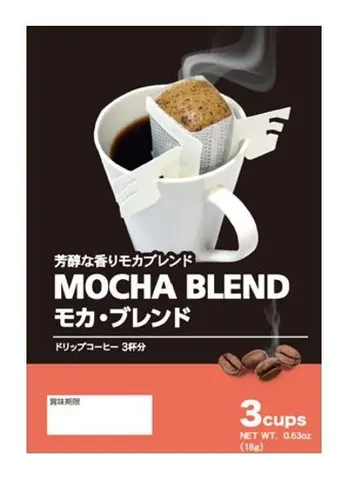 芳醇な香りモカブレンド
MOCHA BLEND
モカ・ブレンド
ドリップコーヒー 3杯分
賞味期限
3cups
NET WT. 0.63oz
(18g)